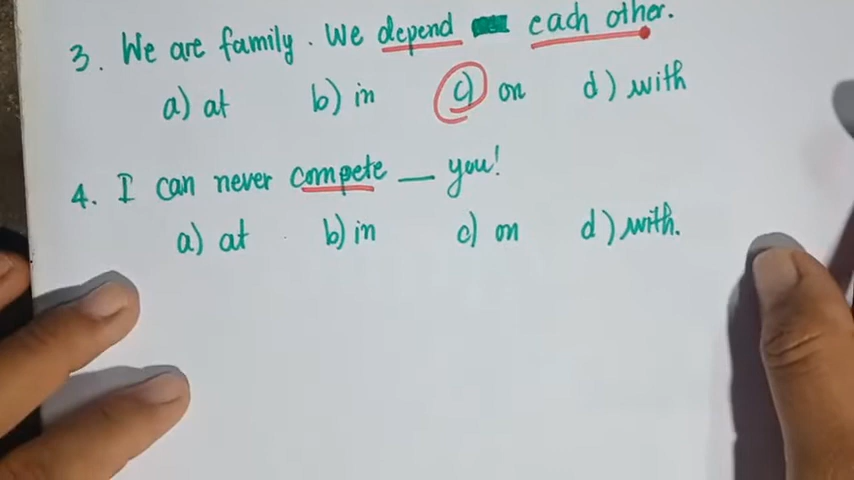 3. We are family. We depend each other.
a) at b) in c) on d) with
4. I can never compete __ you!
a) at b) in c) on d) with.